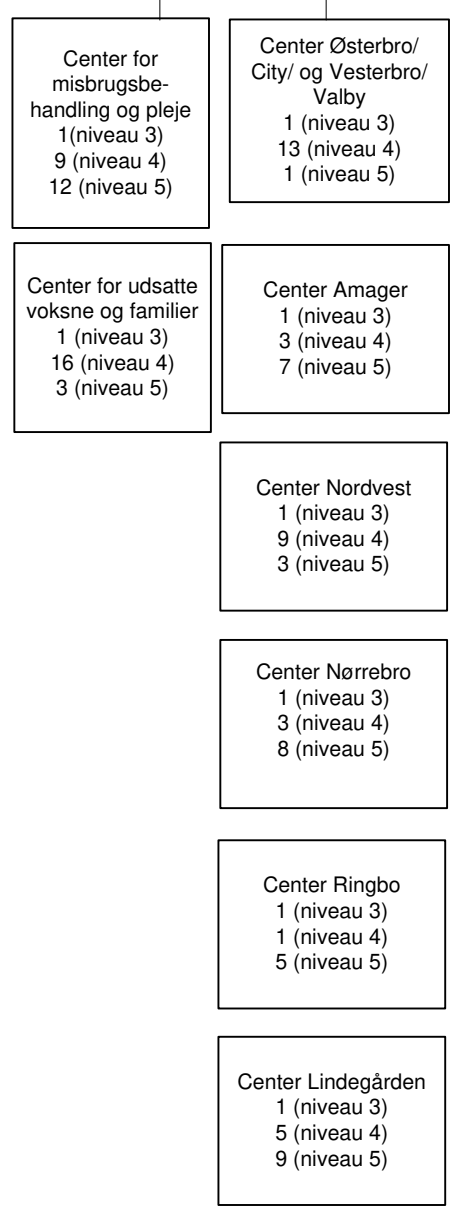 Center for
misbrugsbe-
handling og pleje
1(niveau 3)
9 (niveau 4)
12 (niveau 5)
Center for udsatte
voksne og familier
1 (niveau 3)
16 (niveau 4)
3 (niveau 5)
Center Østerbro/
City/ og Vesterbro/
Valby
1 (niveau 3)
13 (niveau 4)
1 (niveau 5)
Center Amager
1 (niveau 3)
3 (niveau 4)
7 (niveau 5)
Center Nordvest
1 (niveau 3)
9 (niveau 4)
3 (niveau 5)
Center Nørrebro
1 (niveau 3)
3 (niveau 4)
8 (niveau 5)
Center Ringbo
1 (niveau 3)
1 (niveau 4)
5 (niveau 5)
Center Lindegården
1 (niveau 3)
5 (niveau 4)
9 (niveau 5)